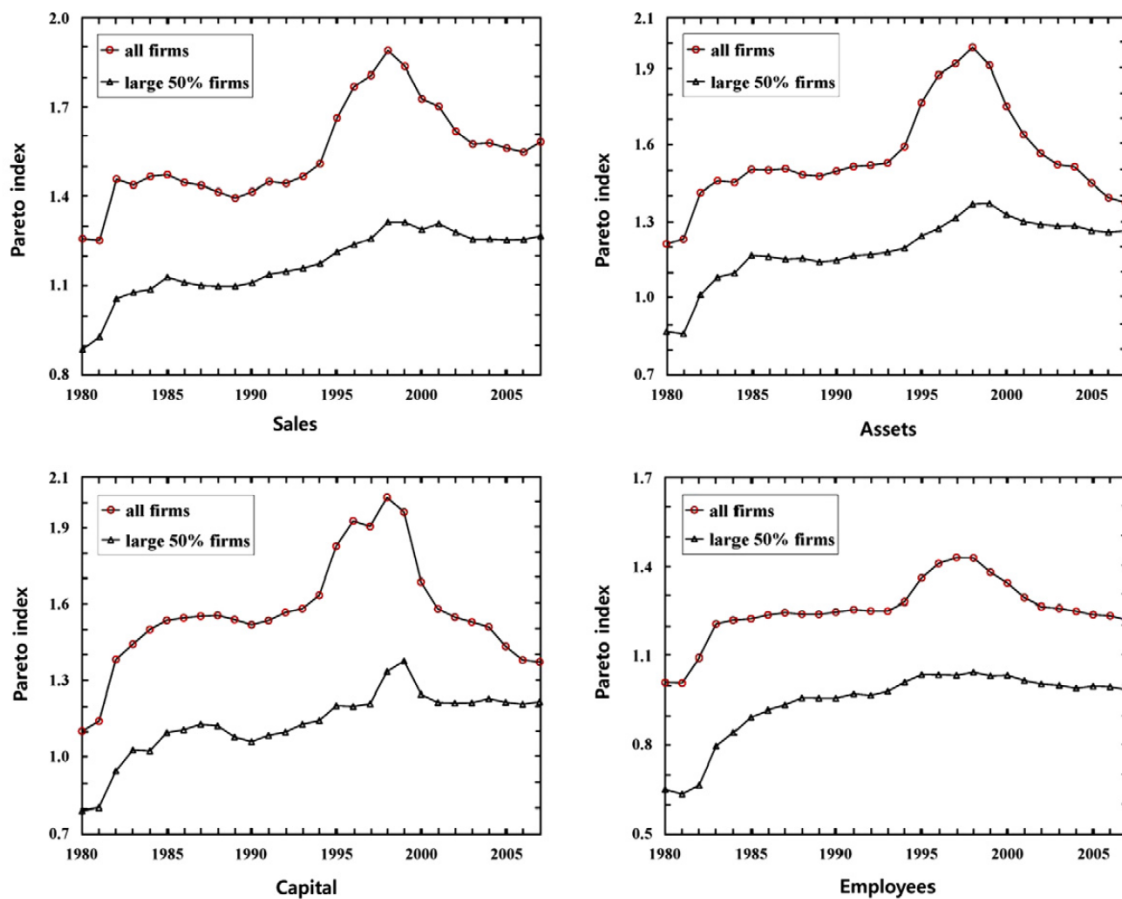 2.0
1.7
1.4
1.1
0.8
Pareto index
all firms
large 50% firms
1980 1985 1990 1995 2000 2005
Sales
2.1
1.9
1.6
1.3
1.0
0.7
Pareto index
all firms
large 50% firms
1980 1985 1990 1995 2000 2005
Assets
2.1
1.9
1.6
1.3
1.0
0.7
Pareto index
all firms
large 50% firms
1980 1985 1990 1995 2000 2005
Capital
1.7
1.4
1.1
0.8
0.5
Pareto index
all firms
large 50% firms
1980 1985 1990 1995 2000 2005
Employees